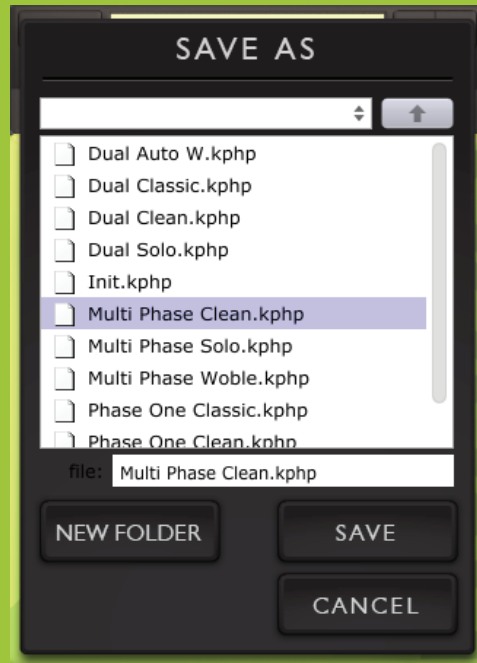 SAVE AS
Dual Auto W.kphp
Dual Classic.kphp
Dual Clean.kphp
Dual Solo.kphp
Init.kphp
Multi Phase Clean.kphp
Multi Phase Solo.kphp
Multi Phase Woble.kphp
Phase One Classic.kphp
Phase One Clean.kphp
file: Multi Phase Clean.kphp
NEW FOLDER SAVE
CANCEL